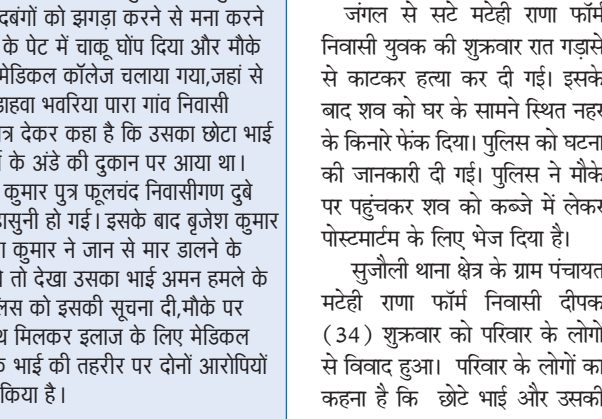 दबंगों को झगड़ा करने से मना करने
के पेट में चाकू घोंप दिया और मौके
मेडिकल कॉलेज चलाया गया,जहां से
भवरिया पारा गांव निवासी
देकर कहा है कि उसका छोटा भाई
के अंडे की दुकान पर आया था।
कुमार पुत्र फूलचंद निवासीगण दुबे
हो गई। इसके बाद बृजेश कुमार
कुमार ने जान से मार डालने के
तो देखा उसका भाई अमन हमले के
को इसकी सूचना दी,मौके पर
मिलकर इलाज के लिए मेडिकल
भाई की तहरीर पर दोनों आरोपियों
किया है।
जंगल से सटे मटेही राणा फॉर्म
निवासी युवक की शुक्रवार रात गड़ासे
से काटकर हत्या कर दी गई। इसके
बाद शव को घर के सामने स्थित नहर
के किनारे फेंक दिया। पुलिस को घटना
की जानकारी दी गई। पुलिस ने मौके
पर पहुंचकर शव को कब्जे में लेकर
पोस्टमार्टम के लिए भेज दिया है।
सुजौली थाना क्षेत्र के ग्राम पंचायत
मटेही राणा फॉर्म निवासी दीपक
(34) शुक्रवार को परिवार के लोगो
से विवाद हुआ। परिवार के लोगों का
कहना है कि छोटे भाई और उसकी